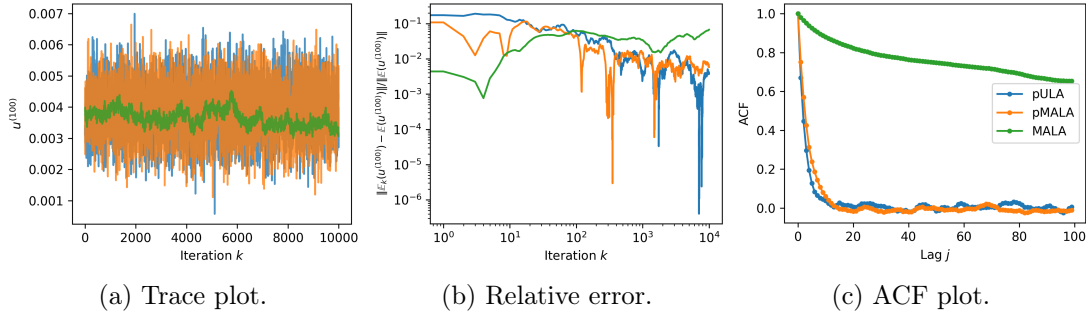 0.007
0.006
0.005
0.004
0.003
0.002
0.001
u^{(100)}
0 2000 4000 6000 8000 10000
Iteration k
(a) Trace plot.
10^{-1}
10^{-2}
10^{-3}
10^{-4}
10^{-5}
10^{-6}
‖𝔼_k(u^{(100)}) − 𝔼(u^{(100)})‖/‖𝔼(u^{(100)})‖
10^0 10^1 10^2 10^3 10^4
Iteration k
(b) Relative error.
1.0
0.8
0.6
0.4
0.2
0.0
ACF
pULA
pMALA
MALA
0 20 40 60 80 100
Lag j
(c) ACF plot.